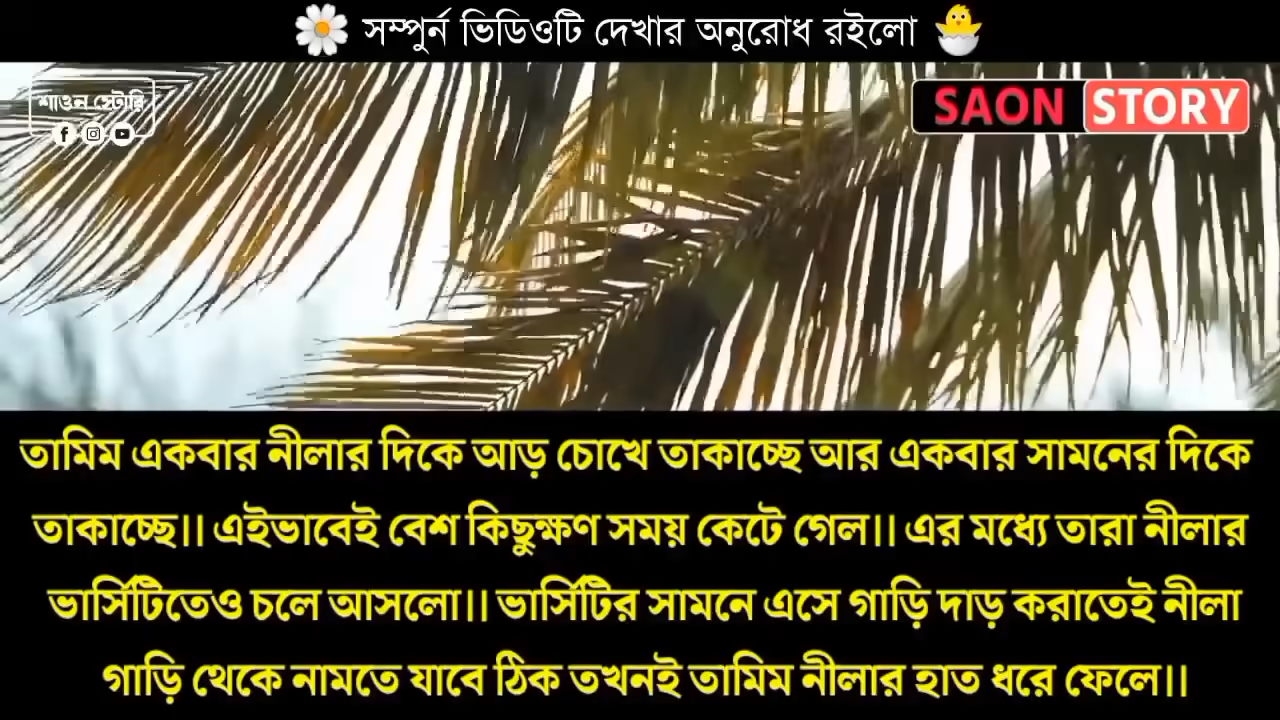 সম্পুর্ন ভিডিওটি দেখার অনুরোধ রইলো
শাওন স্টোরি
SAON STORY
তামিম একবার নীলার দিকে আড় চোখে তাকাচ্ছে আর একবার সামনের দিকে
তাকাচ্ছে।। এইভাবেই বেশ কিছুক্ষণ সময় কেটে গেল।। এর মধ্যে তারা নীলার
ভার্সিটিতেও চলে আসলো।। ভার্সিটির সামনে এসে গাড়ি দাড় করাতেই নীলা
গাড়ি থেকে নামতে যাবে ঠিক তখনই তামিম নীলার হাত ধরে ফেলে।।